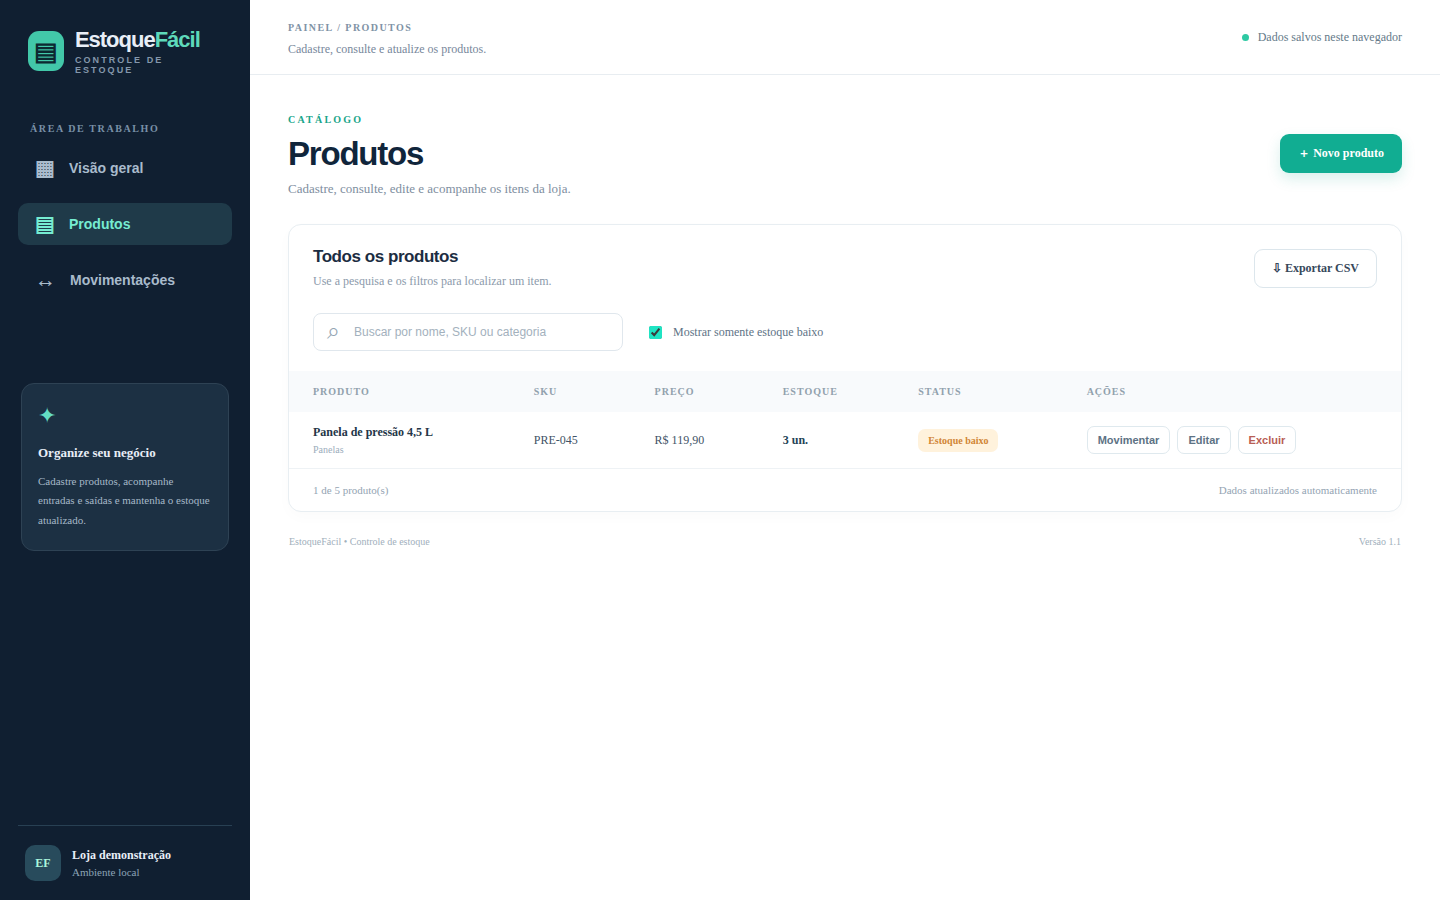 EstoqueFácil
CONTROLE DE
ESTOQUE
ÁREA DE TRABALHO
Visão geral
Produtos
Movimentações
Organize seu negócio
Cadastre produtos, acompanhe
entradas e saídas e mantenha o estoque
atualizado.
EF
Loja demonstração
Ambiente local
PAINEL / PRODUTOS
Cadastre, consulte e atualize os produtos.
Dados salvos neste navegador
CATÁLOGO
Produtos
Cadastre, consulte, edite e acompanhe os itens da loja.
+ Novo produto
Todos os produtos
Use a pesquisa e os filtros para localizar um item.
⇩ Exportar CSV
Buscar por nome, SKU ou categoria
Mostrar somente estoque baixo
PRODUTO SKU PREÇO ESTOQUE STATUS AÇÕES
Panela de pressão 4,5 L
Panelas
PRE-045 R$ 119,90 3 un. Estoque baixo Movimentar Editar Excluir
1 de 5 produto(s)
Dados atualizados automaticamente
EstoqueFácil • Controle de estoque
Versão 1.1